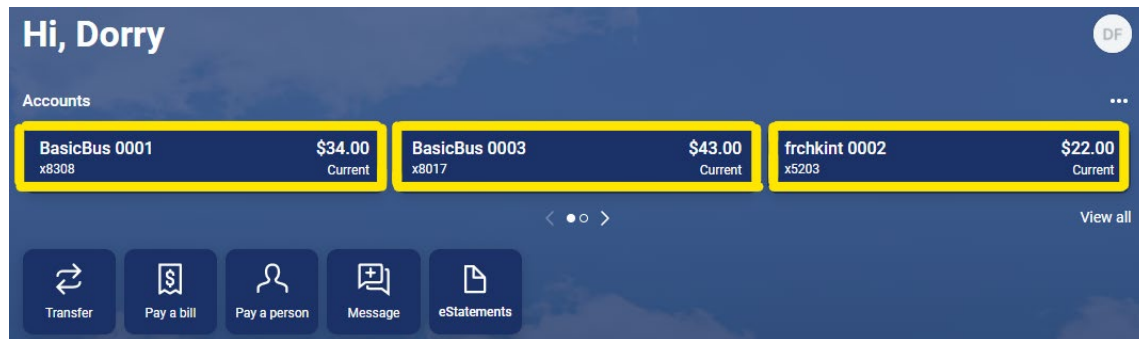 Hi, Dorry
DF
Accounts
BasicBus 0001 $34.00
x8308 Current
BasicBus 0003 $43.00
x8017 Current
frchkint 0002 $22.00
x5203 Current
View all
Transfer
Pay a bill
Pay a person
Message
eStatements